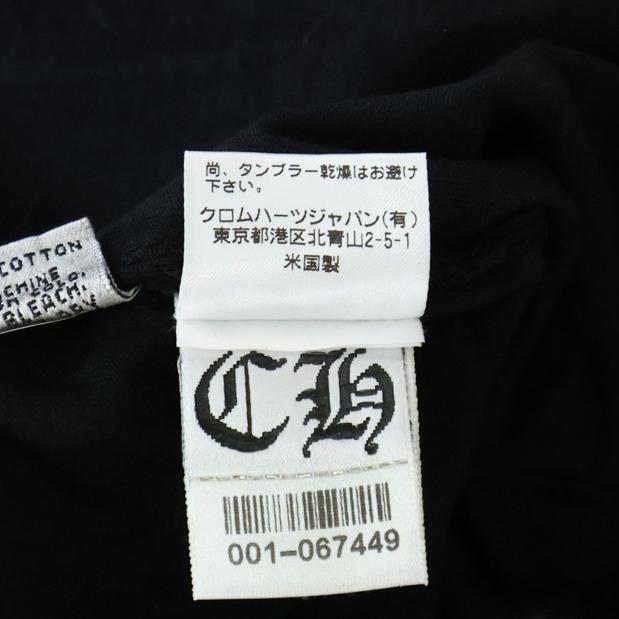 尚、タンブラー乾燥はお避け
下さい。
クロムハーツジャパン(有)
東京都港区北青山2-5-1
米国製
COTTON
BLEACH.
CH
001-067449